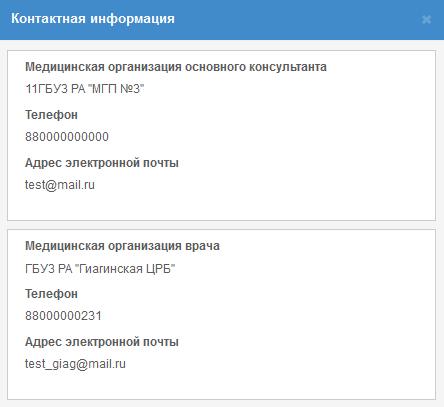 Контактная информация
Медицинская организация основного консультанта
11ГБУЗ РА "МГП №3"
Телефон
880000000000
Адрес электронной почты
test@mail.ru
Медицинская организация врача
ГБУЗ РА "Гиагинская ЦРБ"
Телефон
88000000231
Адрес электронной почты
test_giag@mail.ru